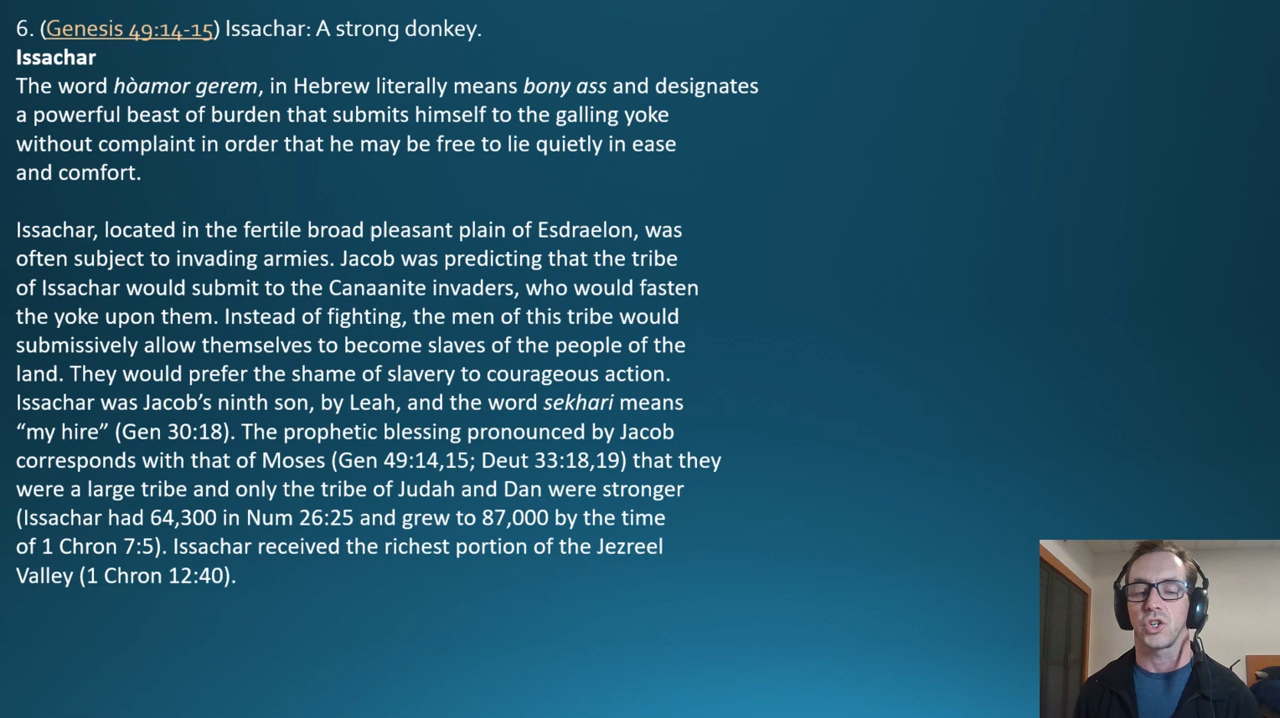 6. (Genesis 49:14-15) Issachar: A strong donkey.
Issachar
The word hòamor gerem, in Hebrew literally means bony ass and designates
a powerful beast of burden that submits himself to the galling yoke
without complaint in order that he may be free to lie quietly in ease
and comfort.
Issachar, located in the fertile broad pleasant plain of Esdraelon, was
often subject to invading armies. Jacob was predicting that the tribe
of Issachar would submit to the Canaanite invaders, who would fasten
the yoke upon them. Instead of fighting, the men of this tribe would
submissively allow themselves to become slaves of the people of the
land. They would prefer the shame of slavery to courageous action.
Issachar was Jacob’s ninth son, by Leah, and the word sekhari means
“my hire” (Gen 30:18). The prophetic blessing pronounced by Jacob
corresponds with that of Moses (Gen 49:14,15; Deut 33:18,19) that they
were a large tribe and only the tribe of Judah and Dan were stronger
(Issachar had 64,300 in Num 26:25 and grew to 87,000 by the time
of 1 Chron 7:5). Issachar received the richest portion of the Jezreel
Valley (1 Chron 12:40).